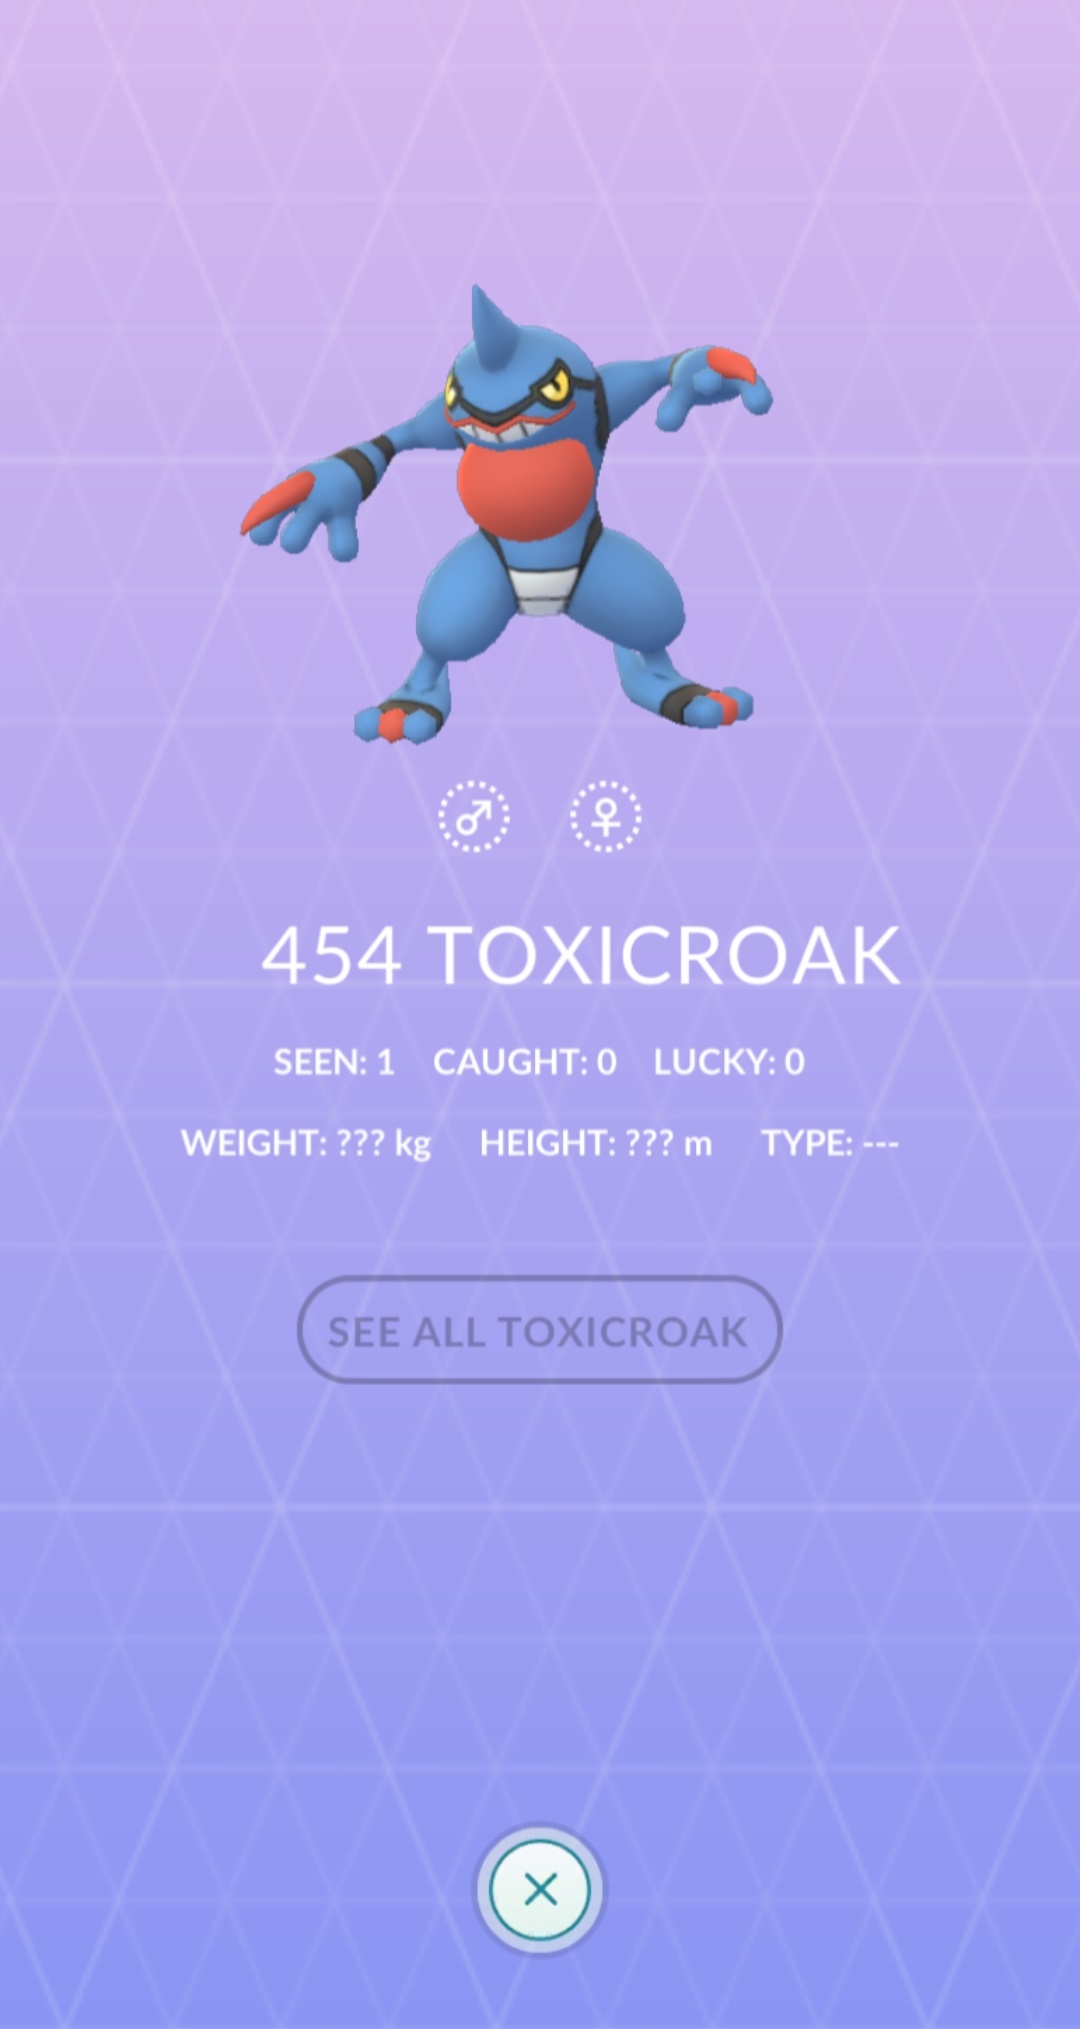 454 TOXICROAK
SEEN: 1 CAUGHT: 0 LUCKY: 0
WEIGHT: ??? kg HEIGHT: ??? m TYPE: ---
SEE ALL TOXICROAK